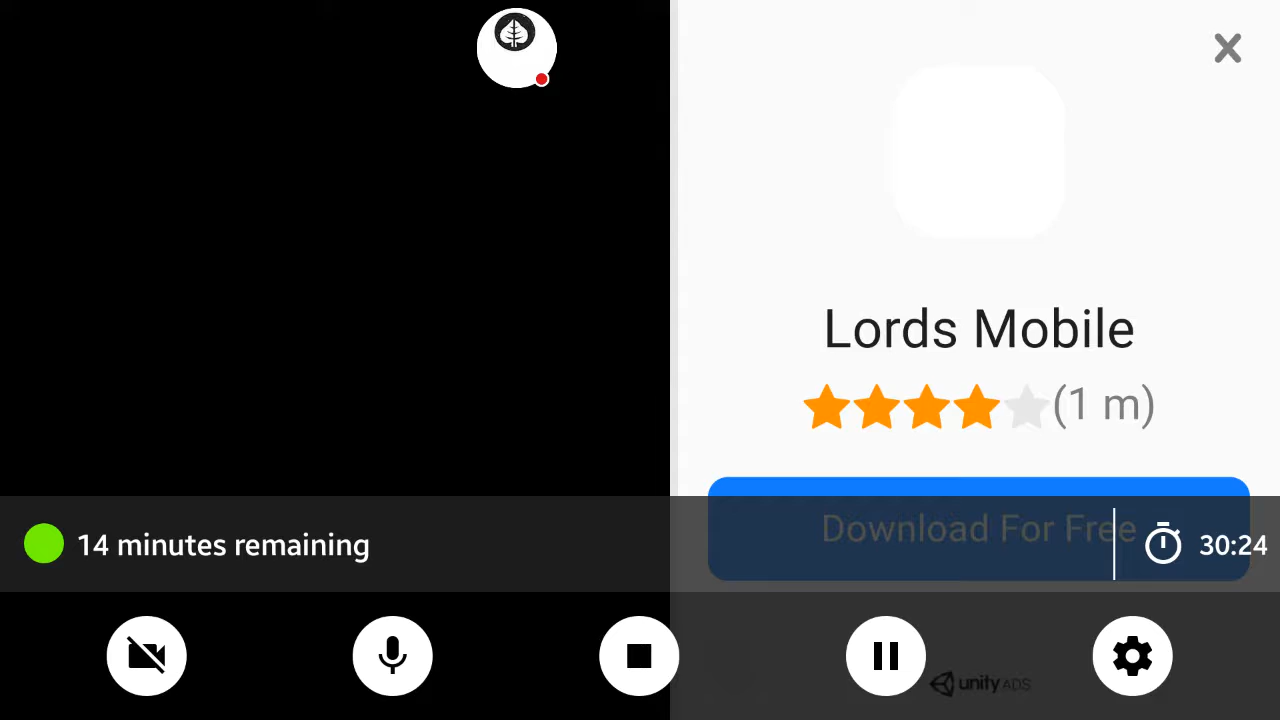 Lords Mobile
(1 m)
Download For Free
14 minutes remaining
30:24
unity ADS